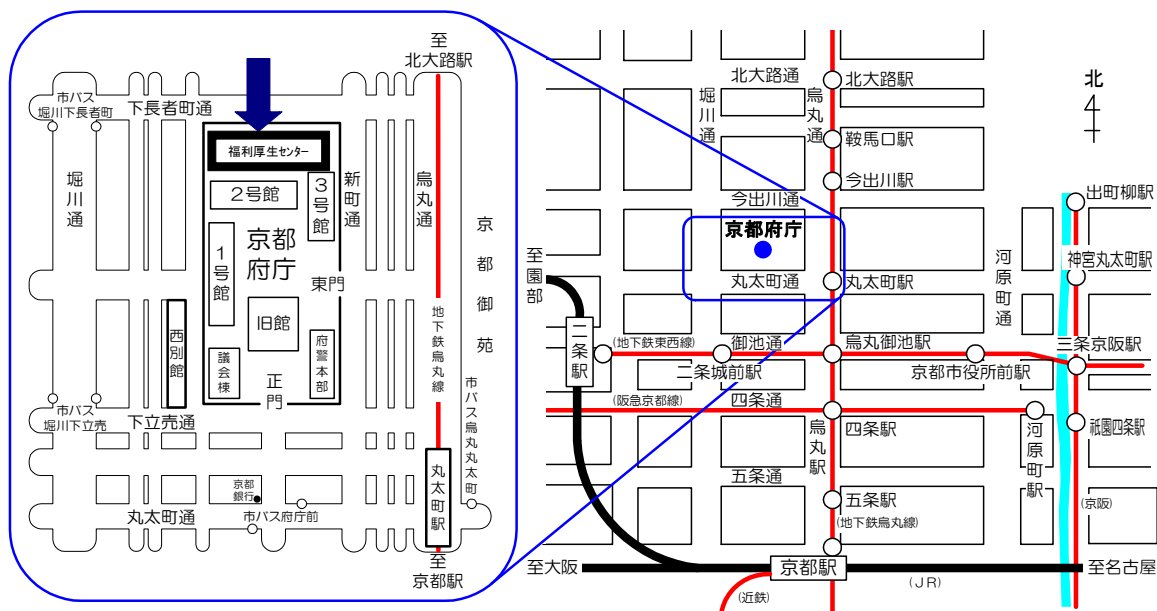 至
北大路駅
市バス
堀川下長者町
下長者町通
福利厚生センター
2号館
3号館
新町通
烏丸通
堀川通
京都御苑
1号館
京都
府庁
東門
旧館
西別館
議会棟
正門
府警本部
地下鉄烏丸線
市バス
堀川下立売
下立売通
市バス烏丸丸太町
京都
銀行
丸太町通
市バス府庁前
丸太町駅
至
京都駅
北大路通
北大路駅
堀川通
烏丸通
鞍馬口駅
今出川駅
今出川通
京都府庁
丸太町通
丸太町駅
北
出町柳駅
神宮丸太町駅
河原町通
至園部
二条駅
(地下鉄東西線)
御池通
烏丸御池駅
三条京阪駅
二条城前駅
京都市役所前駅
(阪急京都線)
四条通
四条駅
烏丸駅
河原町駅
祇園四条駅
五条通
五条駅
(地下鉄烏丸線)
(京阪)
至大阪
京都駅
至名古屋
(JR)
(近鉄)